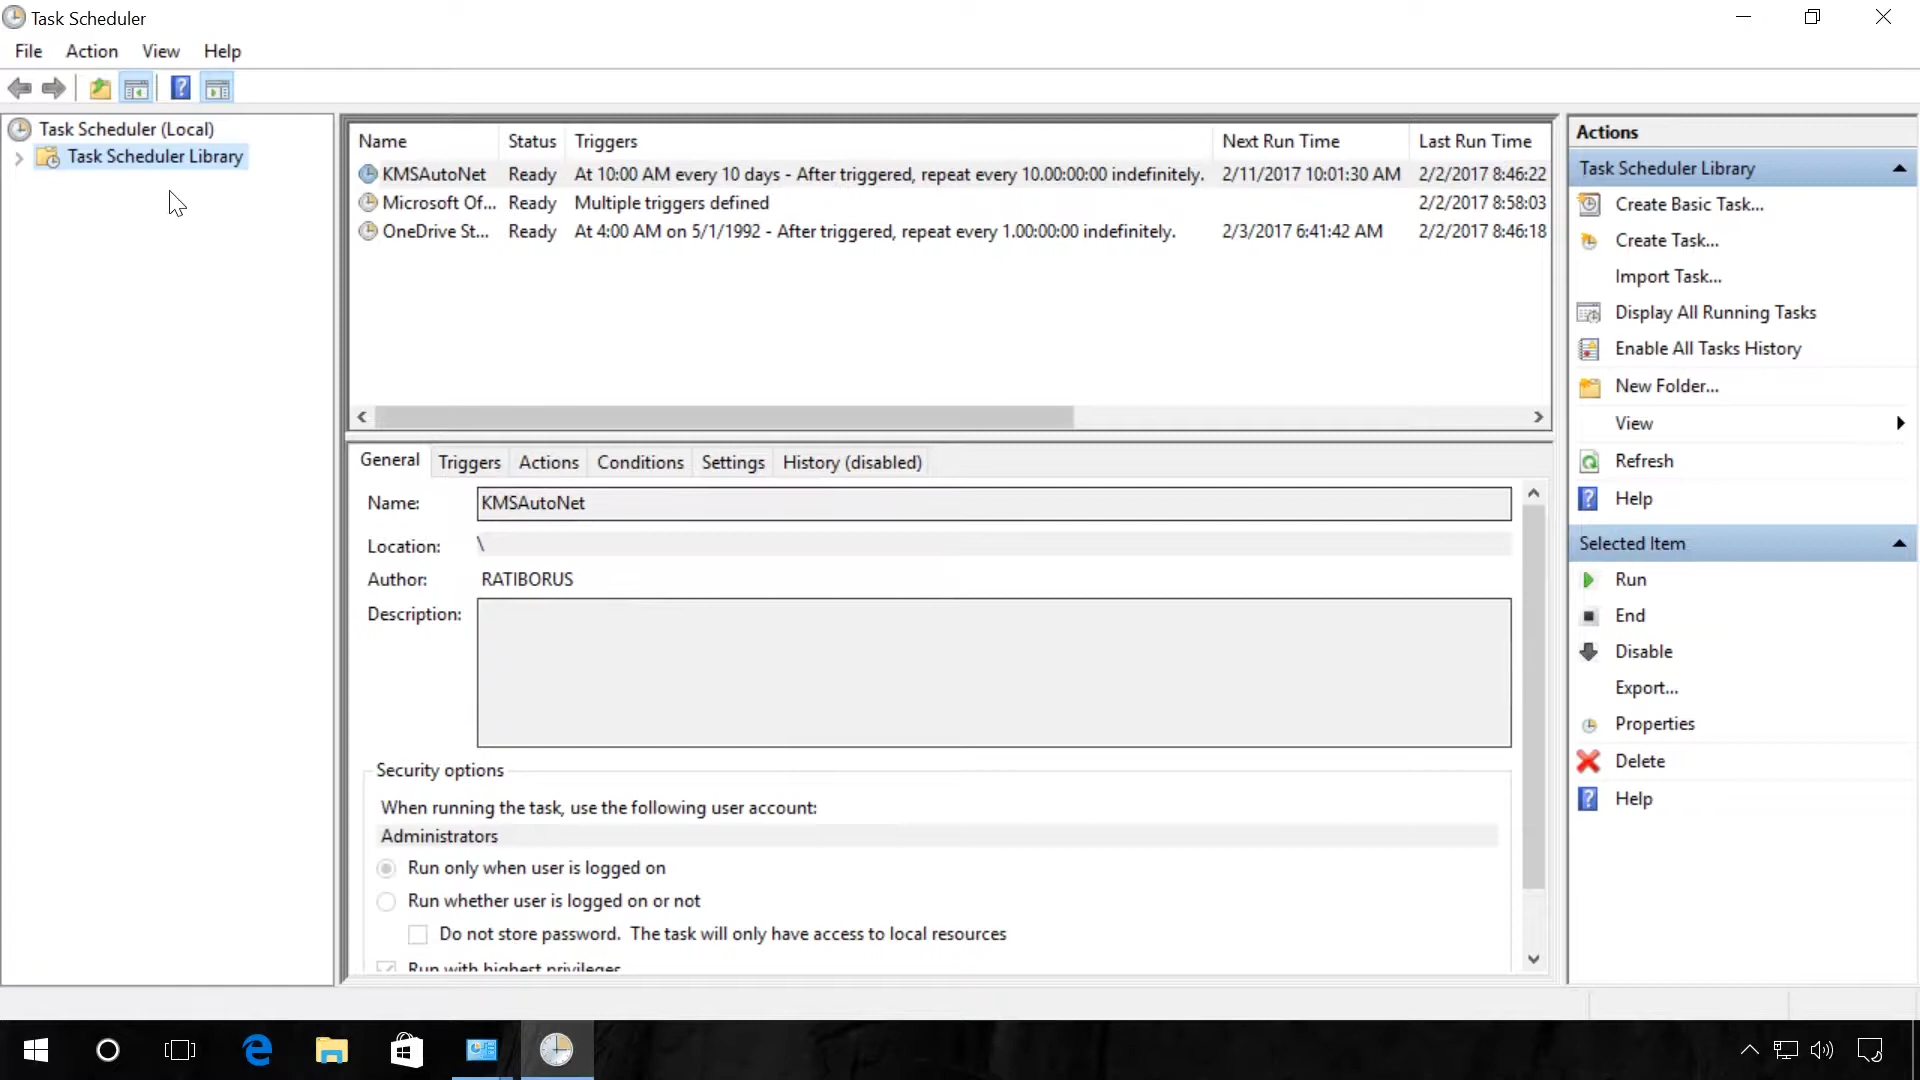 Task Scheduler
File Action View Help
Task Scheduler (Local)
Task Scheduler Library
Name Status Triggers Next Run Time Last Run Time
KMSAutoNet Ready At 10:00 AM every 10 days - After triggered, repeat every 10.00:00:00 indefinitely. 2/11/2017 10:01:30 AM 2/2/2017 8:46:22
Microsoft Of... Ready Multiple triggers defined 2/2/2017 8:58:03
OneDrive St... Ready At 4:00 AM on 5/1/1992 - After triggered, repeat every 1.00:00:00 indefinitely. 2/3/2017 6:41:42 AM 2/2/2017 8:46:18
General Triggers Actions Conditions Settings History (disabled)
Name: KMSAutoNet
Location: \
Author: RATIBORUS
Description:
Security options
When running the task, use the following user account:
Administrators
Run only when user is logged on
Run whether user is logged on or not
Do not store password. The task will only have access to local resources
Run with highest privileges
Actions
Task Scheduler Library
Create Basic Task...
Create Task...
Import Task...
Display All Running Tasks
Enable All Tasks History
New Folder...
View
Refresh
Help
Selected Item
Run
End
Disable
Export...
Properties
Delete
Help